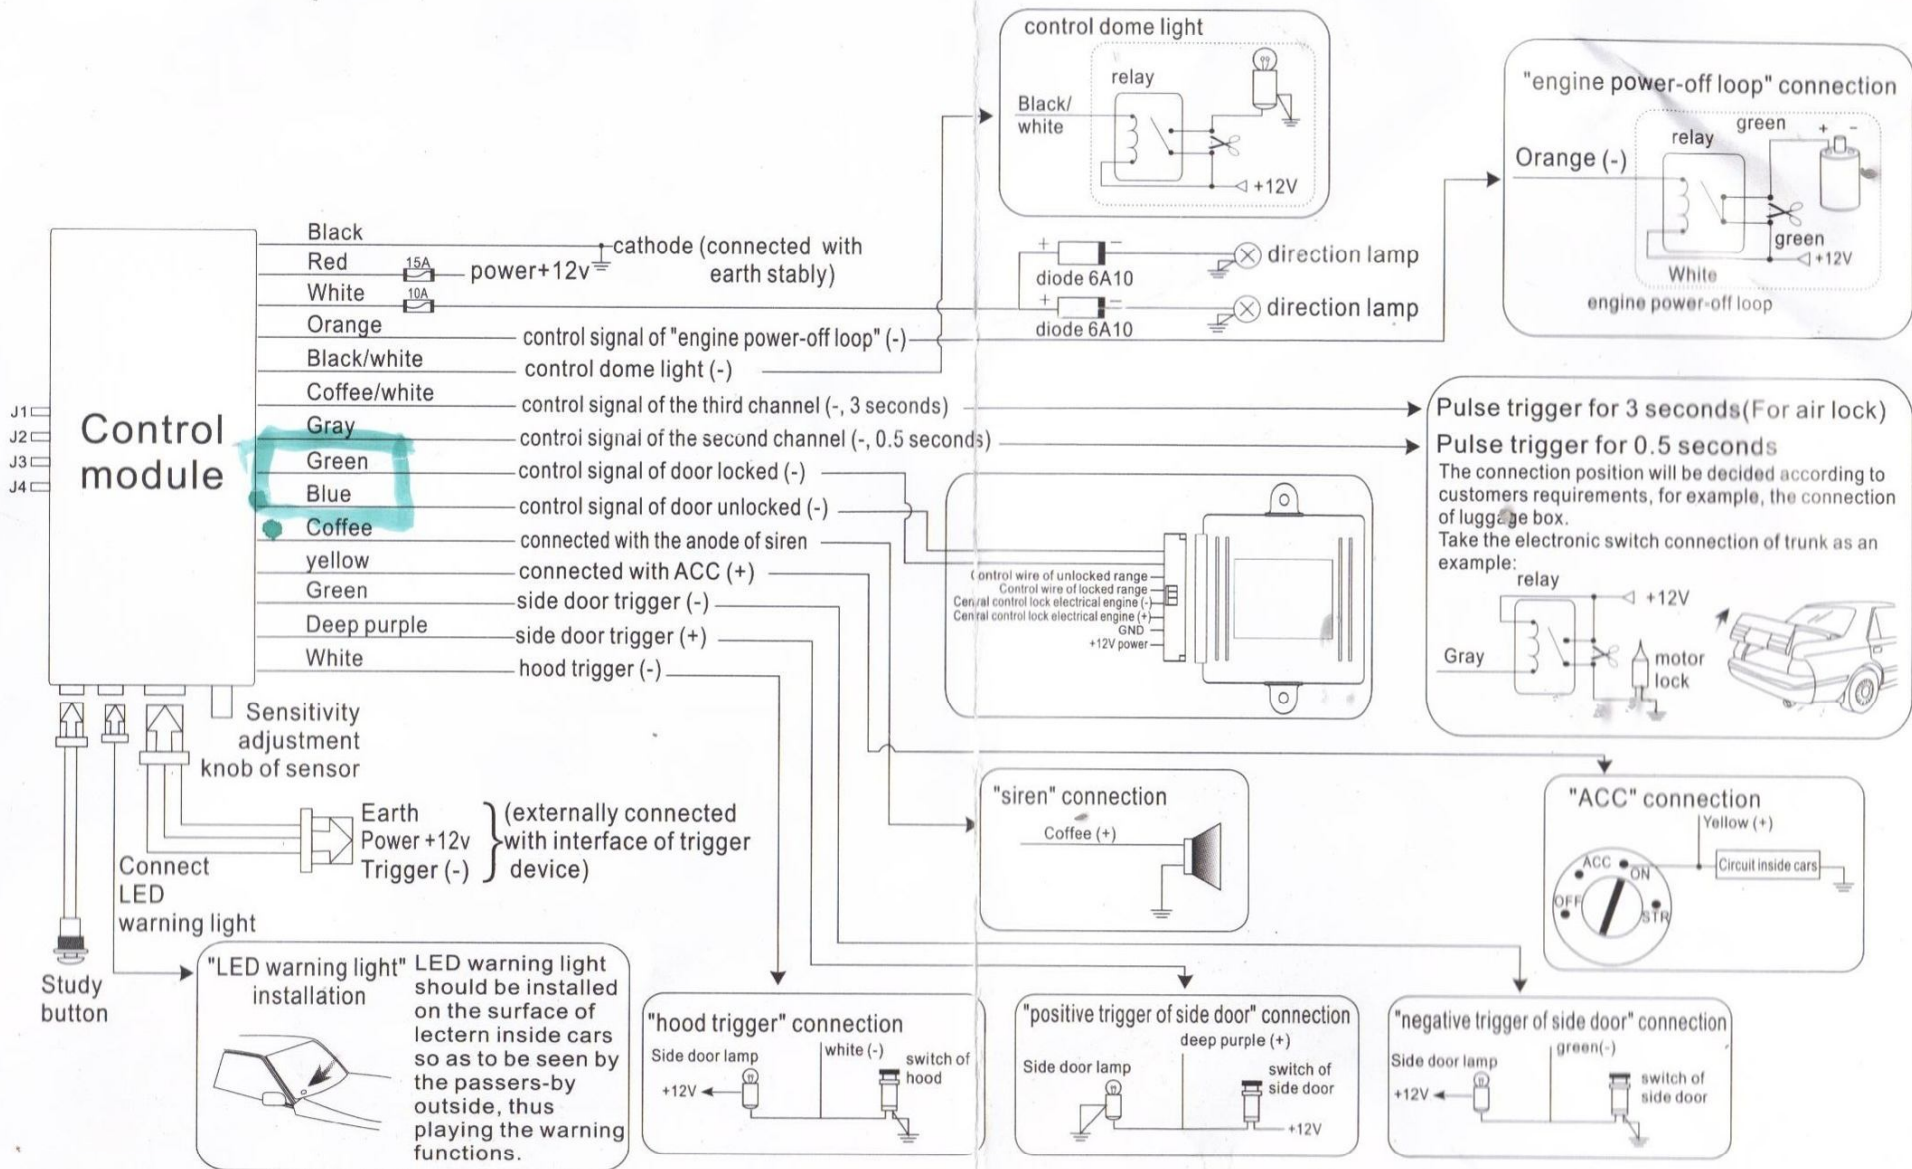 control dome light
relay
Black/
white
+12V
"engine power-off loop" connection
green
relay
+ -
Orange (-)
green
+12V
White
engine power-off loop
Black
cathode (connected with
earth stably)
Red
15A
power+12v
White
10A
+ -
diode 6A10
direction lamp
+ -
diode 6A10
direction lamp
Orange
control signal of "engine power-off loop" (-)
Black/white
control dome light (-)
Coffee/white
control signal of the third channel (-, 3 seconds)
Gray
control signal of the second channel (-, 0.5 seconds)
Green
control signal of door locked (-)
Blue
control signal of door unlocked (-)
Coffee
connected with the anode of siren
yellow
connected with ACC (+)
Green
side door trigger (-)
Deep purple
side door trigger (+)
White
hood trigger (-)
J1
J2
J3
J4
Control
module
Pulse trigger for 3 seconds(For air lock)
Pulse trigger for 0.5 seconds
The connection position will be decided according to
customers requirements, for example, the connection
of luggage box.
Take the electronic switch connection of trunk as an
example:
relay
+12V
Gray
motor
lock
Control wire of unlocked range
Control wire of locked range
Central control lock electrical engine (-)
Central control lock electrical engine (+)
GND
+12V power
Sensitivity
adjustment
knob of sensor
Earth
Power +12v
Trigger (-)
(externally connected
with interface of trigger
device)
Connect
LED
warning light
Study
button
"siren" connection
Coffee (+)
"ACC" connection
Yellow (+)
ACC
ON
OFF
STR
Circuit inside cars
"LED warning light"
installation
LED warning light
should be installed
on the surface of
lectern inside cars
so as to be seen by
the passers-by
outside, thus
playing the warning
functions.
"hood trigger" connection
Side door lamp
white (-)
switch of
hood
+12V
"positive trigger of side door" connection
deep purple (+)
Side door lamp
switch of
side door
+12V
"negative trigger of side door" connection
green(-)
Side door lamp
switch of
side door
+12V